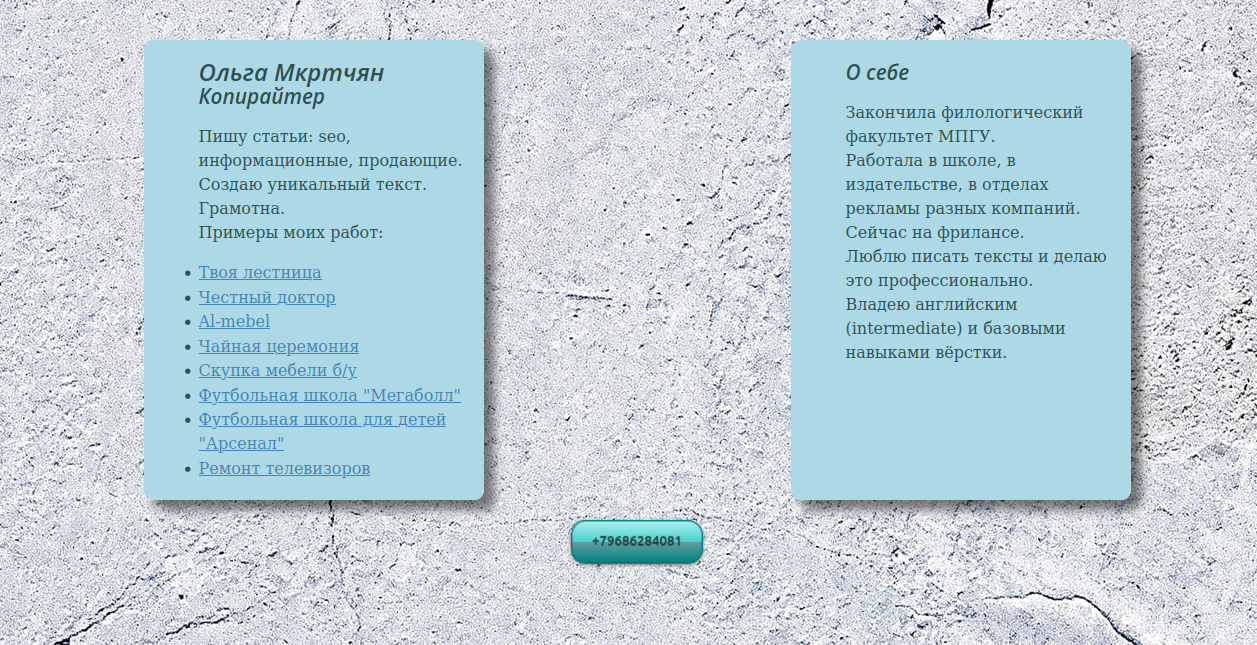 Ольга Мкртчян
Копирайтер
Пишу статьи: seo,
информационные, продающие.
Создаю уникальный текст.
Грамотна.
Примеры моих работ:
Твоя лестница
Честный доктор
Al-mebel
Чайная церемония
Скупка мебели б/у
Футбольная школа "Мегаболл"
Футбольная школа для детей
"Арсенал"
Ремонт телевизоров
О себе
Закончила филологический
факультет МПГУ.
Работала в школе, в
издательстве, в отделах
рекламы разных компаний.
Сейчас на фрилансе.
Люблю писать тексты и делаю
это профессионально.
Владею английским
(intermediate) и базовыми
навыками вёрстки.
+79686284081